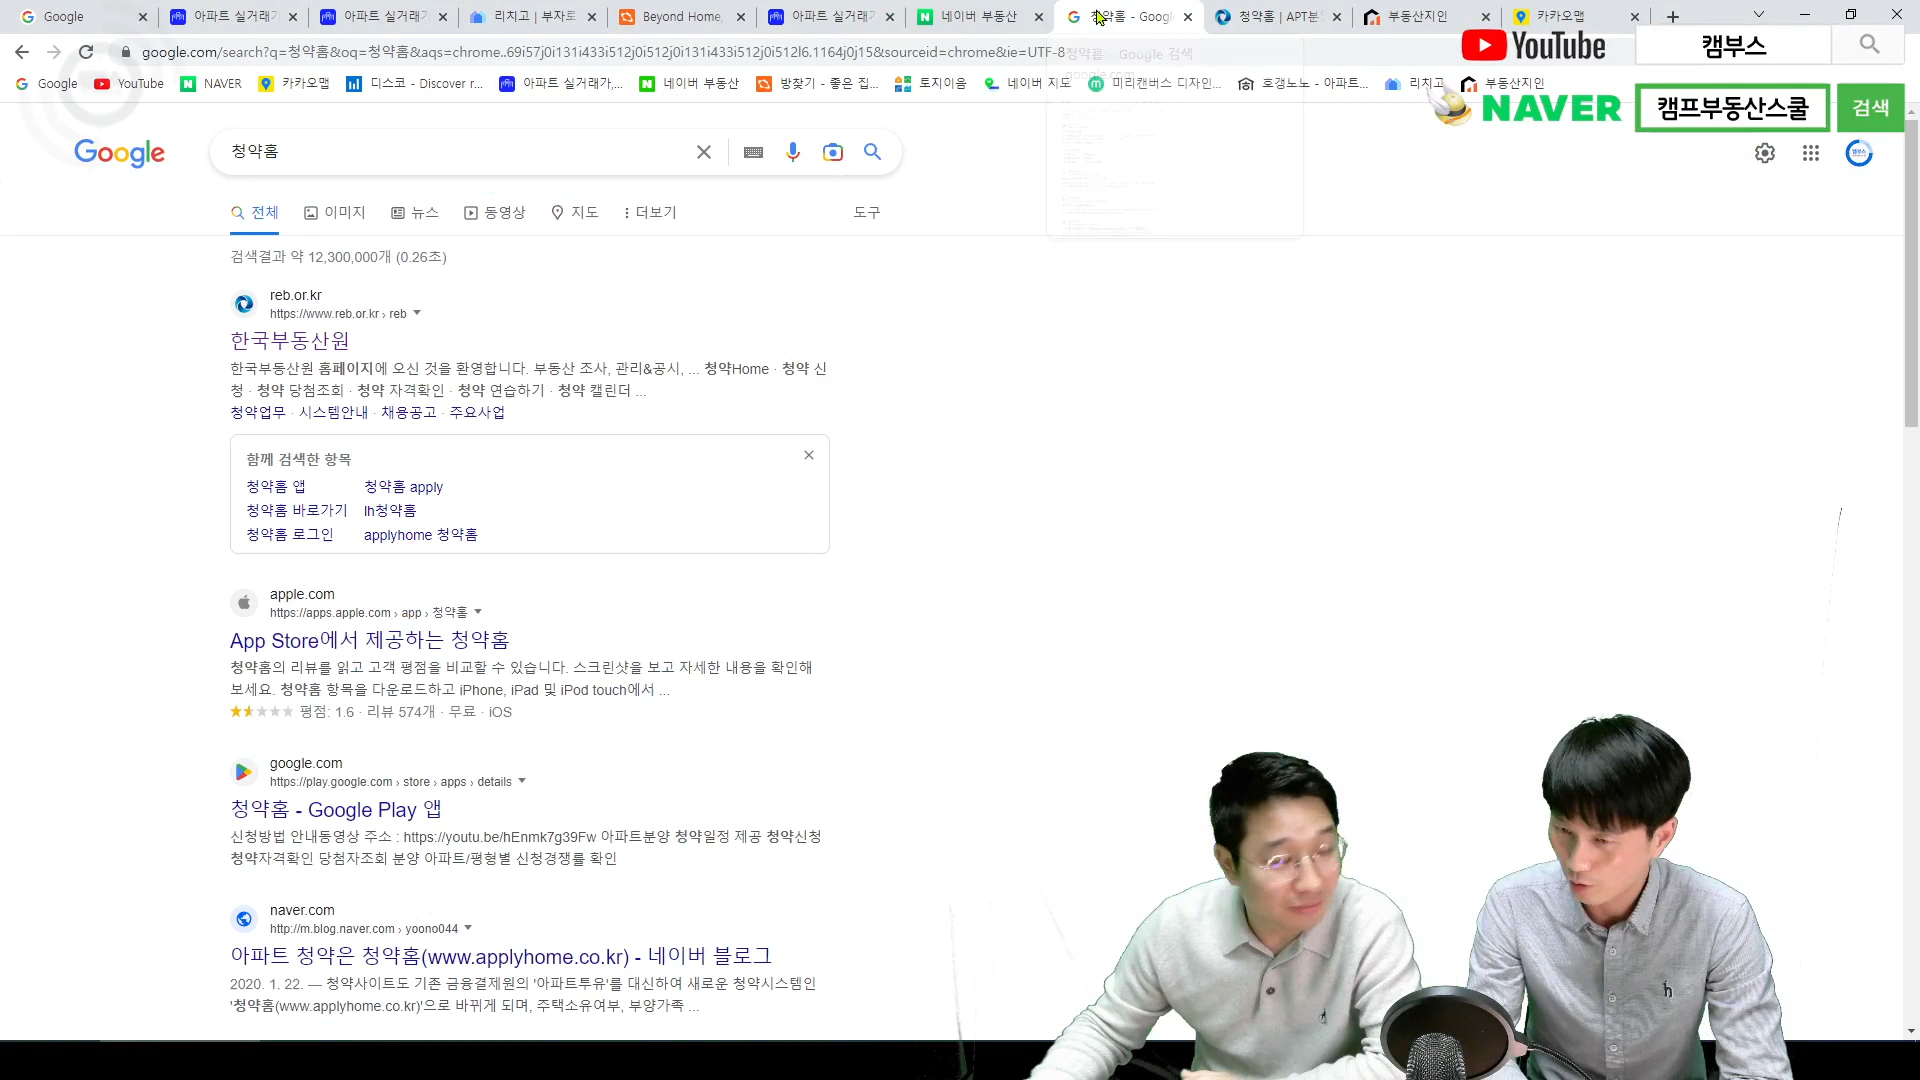 Google
아파트 실거래가
아파트 실거래가
리치고 | 부자로
Beyond Home,
아파트 실거래가
네이버 부동산
청약홈 - Googl
청약홈 | APT분양
부동산지인
카카오맵
google.com/search?q=청약홈&oq=청약홈&aqs=chrome..69i57j0i131i433i512j0i512j0i131i433i512j0i512l6.1164j0j15&sourceid=chrome&ie=UTF-8
청약홈 - Google 검색
google.com
YouTube
캠부스
Google
YouTube
NAVER
카카오맵
디스코 - Discover r...
아파트 실거래가,...
네이버 부동산
방찾기 - 좋은 집...
토지이음
네이버 지도
미리캔버스 디자인...
호갱노노 - 아파트...
리치고
부동산지인
NAVER
캠프부동산스쿨
검색
Google
청약홈
전체
이미지
뉴스
동영상
지도
더보기
도구
검색결과 약 12,300,000개 (0.26초)
reb.or.kr
https://www.reb.or.kr › reb
한국부동산원
한국부동산원 홈페이지에 오신 것을 환영합니다. 부동산 조사, 관리&공시, ... 청약Home · 청약 신
청 · 청약 당첨조회 · 청약 자격확인 · 청약 연습하기 · 청약 캘린더 ...
청약업무 · 시스템안내 · 채용공고 · 주요사업
함께 검색한 항목
청약홈 앱
청약홈 apply
청약홈 바로가기
lh청약홈
청약홈 로그인
applyhome 청약홈
apple.com
https://apps.apple.com › app › 청약홈
App Store에서 제공하는 청약홈
청약홈의 리뷰를 읽고 고객 평점을 비교할 수 있습니다. 스크린샷을 보고 자세한 내용을 확인해
보세요. 청약홈 항목을 다운로드하고 iPhone, iPad 및 iPod touch에서 ...
평점: 1.6 · 리뷰 574개 · 무료 · iOS
google.com
https://play.google.com › store › apps › details
청약홈 - Google Play 앱
신청방법 안내동영상 주소 : https://youtu.be/hEnmk7g39Fw 아파트분양 청약일정 제공 청약신청
청약자격확인 당첨자조회 분양 아파트/평형별 신청경쟁률 확인
naver.com
http://m.blog.naver.com › yoono044
아파트 청약은 청약홈(www.applyhome.co.kr) - 네이버 블로그
2020. 1. 22. — 청약사이트도 기존 금융결제원의 '아파트투유'를 대신하여 새로운 청약시스템인
'청약홈(www.applyhome.co.kr)'으로 바뀌게 되며, 주택소유여부, 부양가족 ...